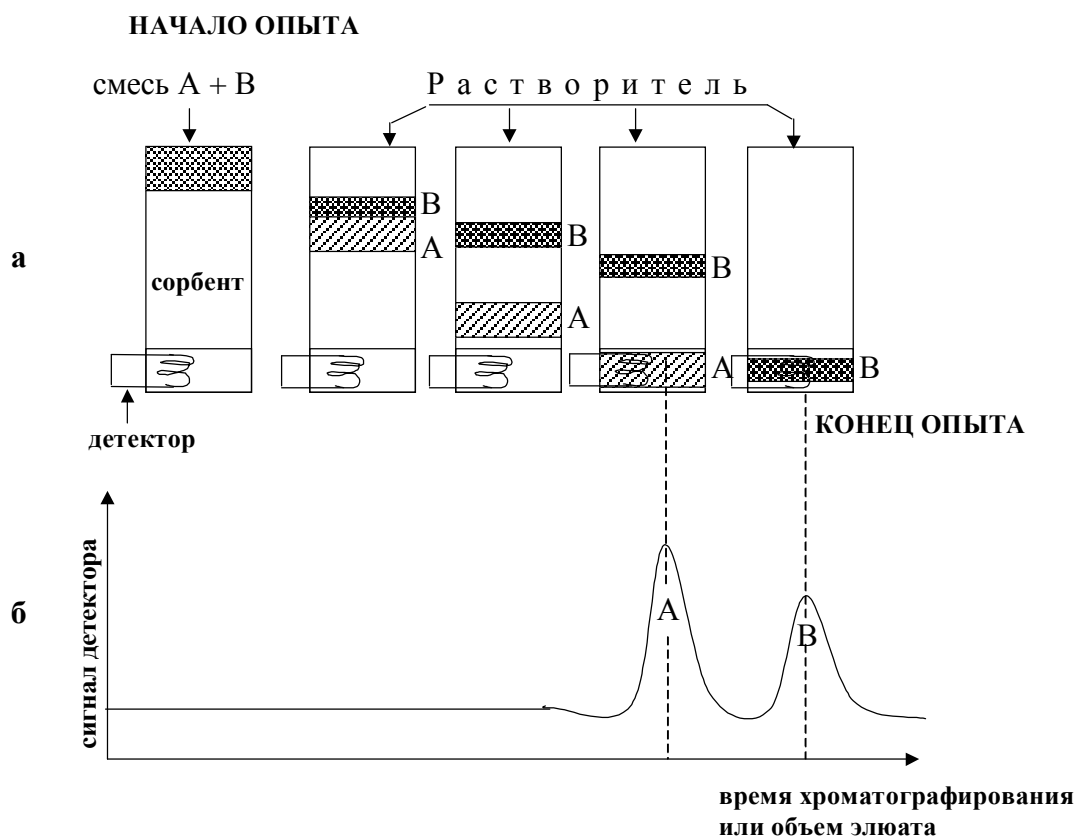 НАЧАЛО ОПЫТА
смесь А + В
Р а с т в о р и т е л ь
В
А
В
А
В
А
В
а
сорбент
детектор
КОНЕЦ ОПЫТА
б
сигнал детектора
А
В
время хроматографирования
или объем элюата